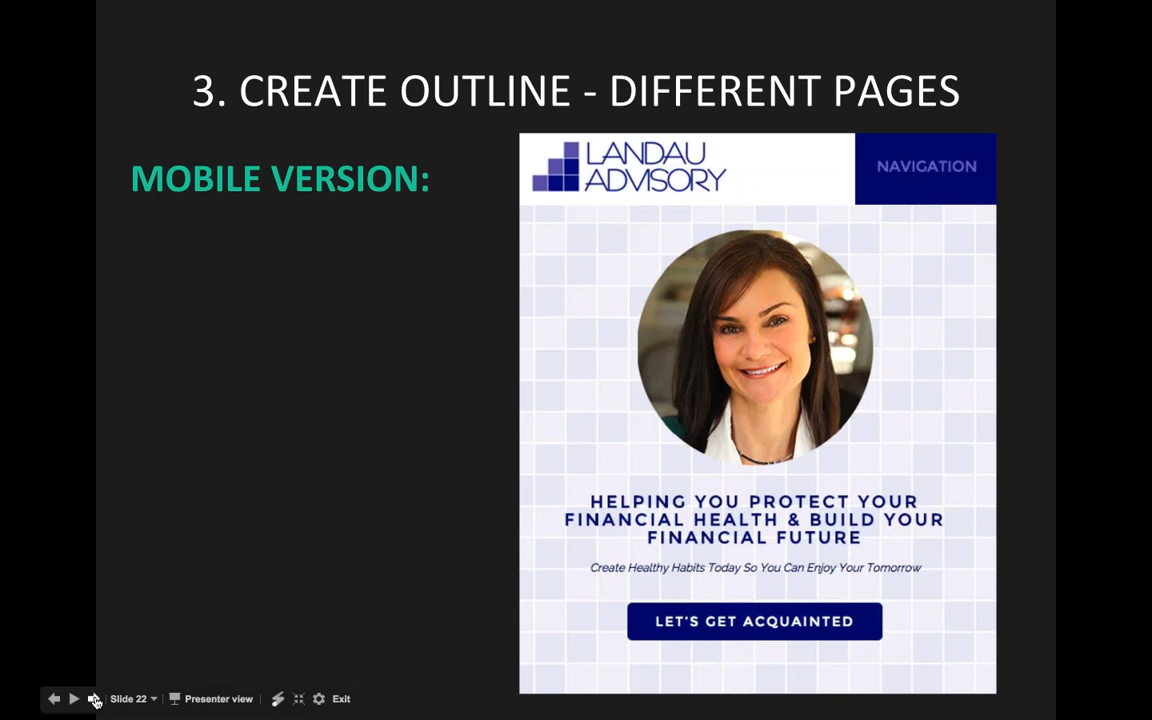 3. CREATE OUTLINE - DIFFERENT PAGES
MOBILE VERSION:
LANDAU
ADVISORY
NAVIGATION
HELPING YOU PROTECT YOUR
FINANCIAL HEALTH & BUILD YOUR
FINANCIAL FUTURE
Create Healthy Habits Today So You Can Enjoy Your Tomorrow
LET'S GET ACQUAINTED
Slide 22 Presenter view Exit